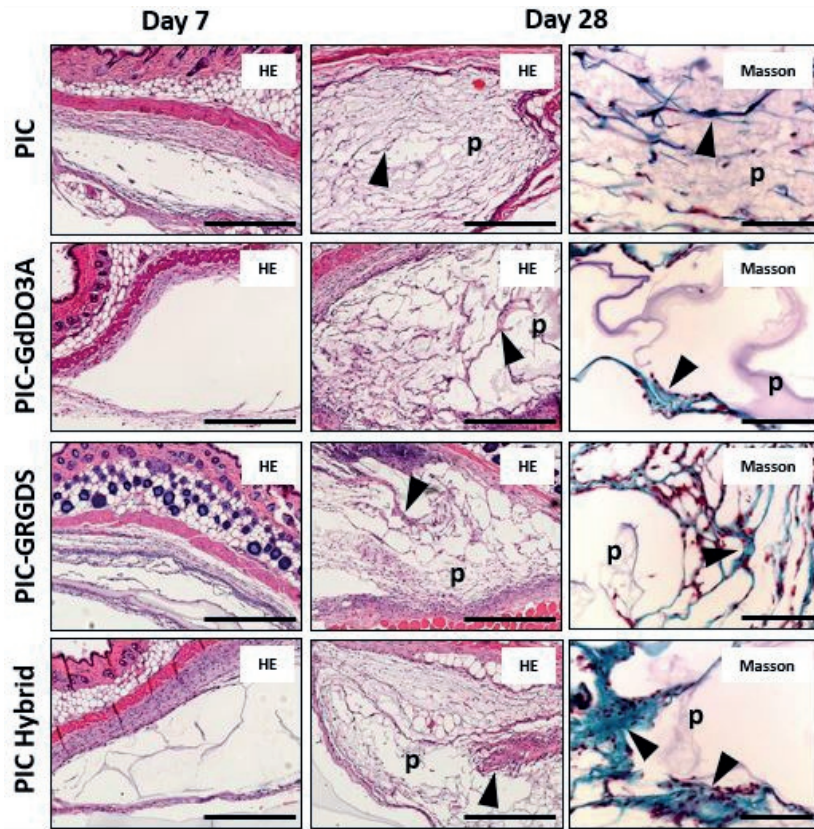 Day 7 Day 28
PIC HE HE p Masson p
PIC-GdDO3A HE HE p Masson p
PIC-GRGDS HE HE p Masson p
PIC Hybrid HE HE p Masson p